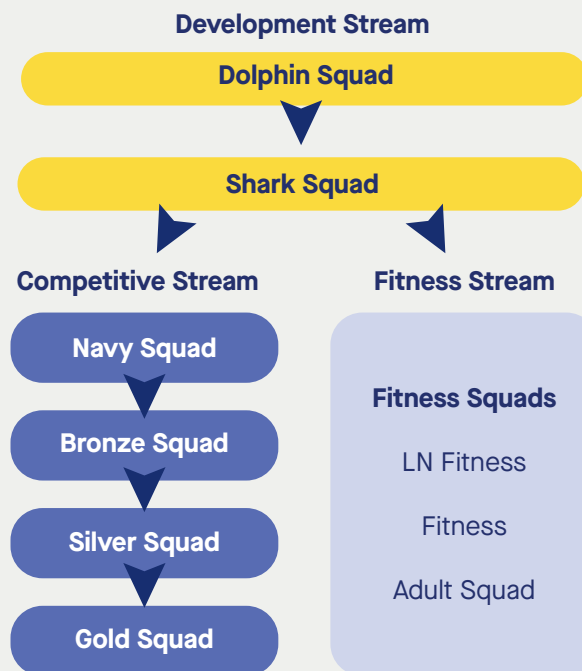 Development Stream
Dolphin Squad
Shark Squad
Competitive Stream
Navy Squad
Bronze Squad
Silver Squad
Gold Squad
Fitness Stream
Fitness Squads
LN Fitness
Fitness
Adult Squad